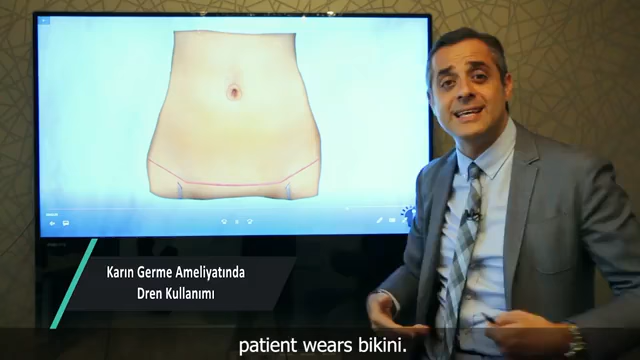 Karın Germe Ameliyatında
Dren Kullanımı
patient wears bikini.